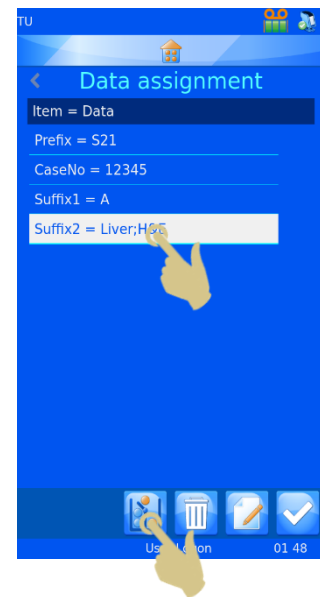 TU
Data assignment
Item = Data
Prefix = S21
CaseNo = 12345
Suffix1 = A
Suffix2 = Liver;H&E
01 48